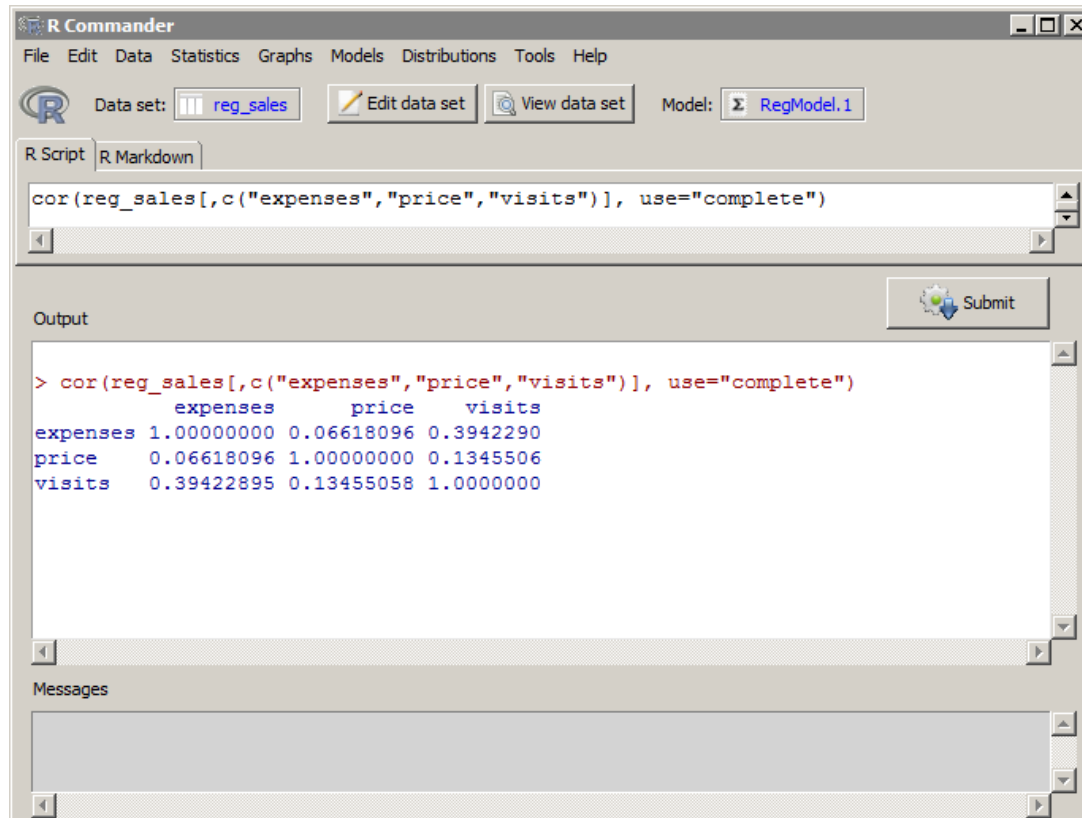 R Commander
File Edit Data Statistics Graphs Models Distributions Tools Help
R Data set: reg_sales Edit data set View data set Model: Σ RegModel.1
R Script R Markdown
cor(reg_sales[,c("expenses","price","visits")], use="complete")
Submit
Output
> cor(reg_sales[,c("expenses","price","visits")], use="complete")
expenses price visits
expenses 1.00000000 0.06618096 0.3942290
price 0.06618096 1.00000000 0.1345506
visits 0.39422895 0.13455058 1.0000000
Messages